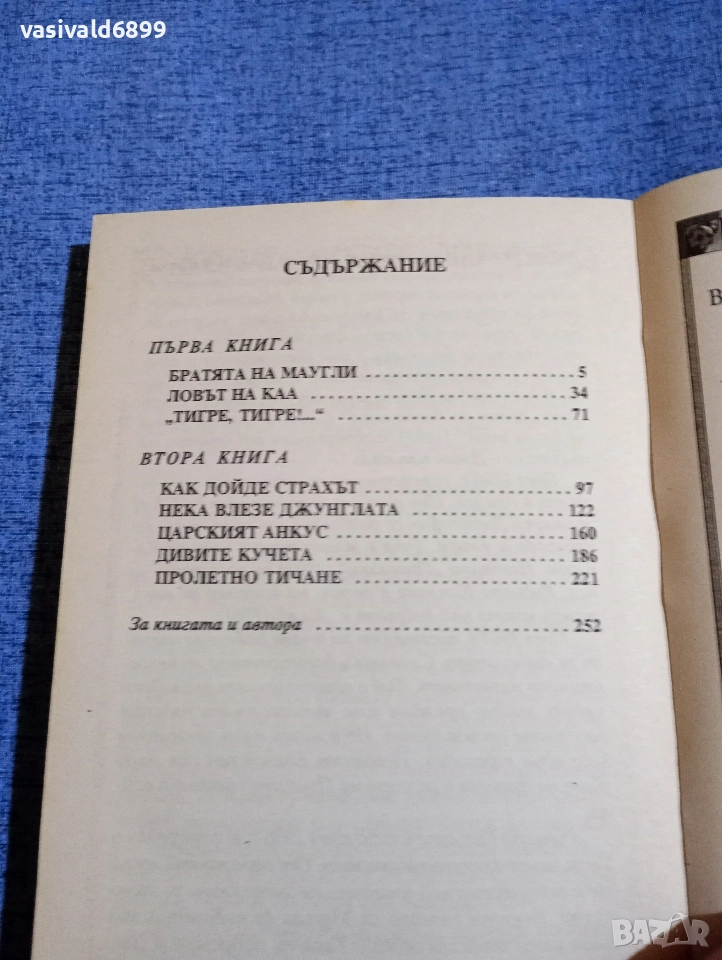 vasivald6899
СЪДЪРЖАНИЕ
ПЪРВА КНИГА
БРАТЯТА НА МАУГЛИ ........................ 5
ЛОВЪТ НА КАА ................................ 34
„ТИГРЕ, ТИГРЕ!...“ ............................ 71
ВТОРА КНИГА
КАК ДОЙДЕ СТРАХЪТ ........................ 97
НЕКА ВЛЕЗЕ ДЖУНГЛАТА .................. 122
ЦАРСКИЯТ АНКУС ........................... 160
ДИВИТЕ КУЧЕТА ............................. 186
ПРОЛЕТНО ТИЧАНЕ ......................... 221
За книгата и автора .............................. 252
В
BAZAR